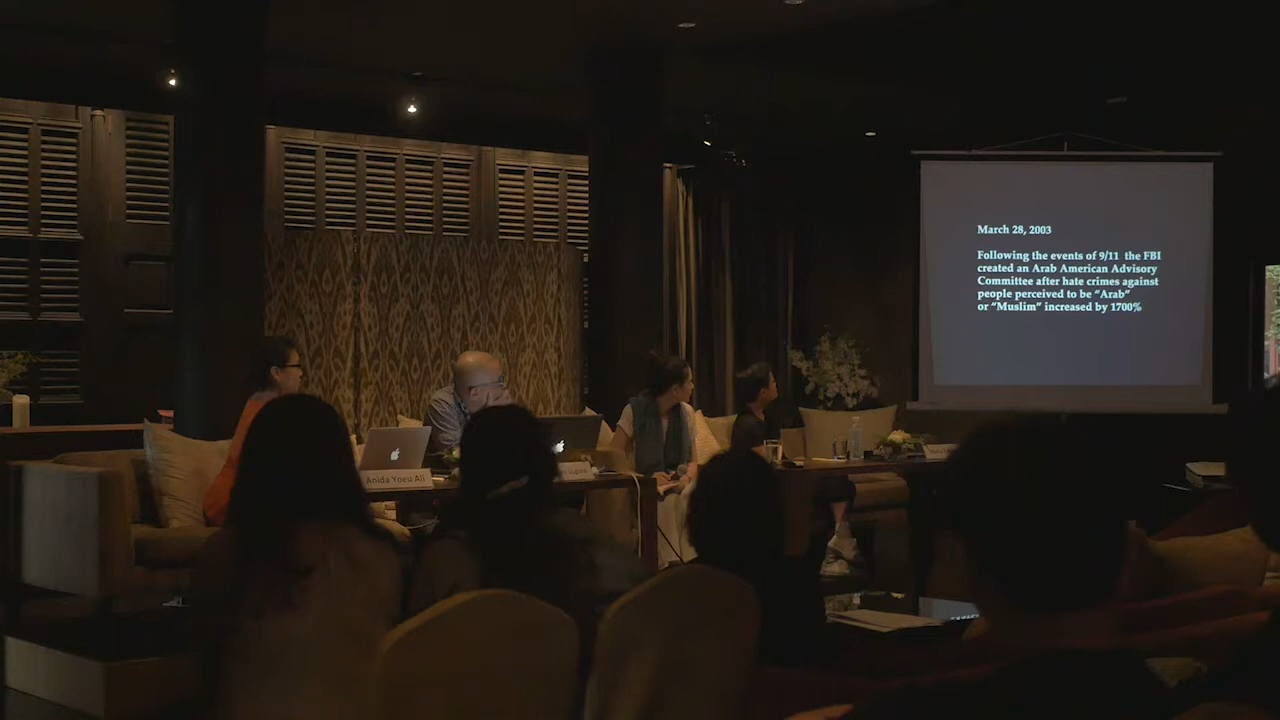 March 28, 2003
Following the events of 9/11 the FBI
created an Arab American Advisory
Committee after hate crimes against
people perceived to be “Arab”
or “Muslim” increased by 1700%
Anida Yoeu Ali